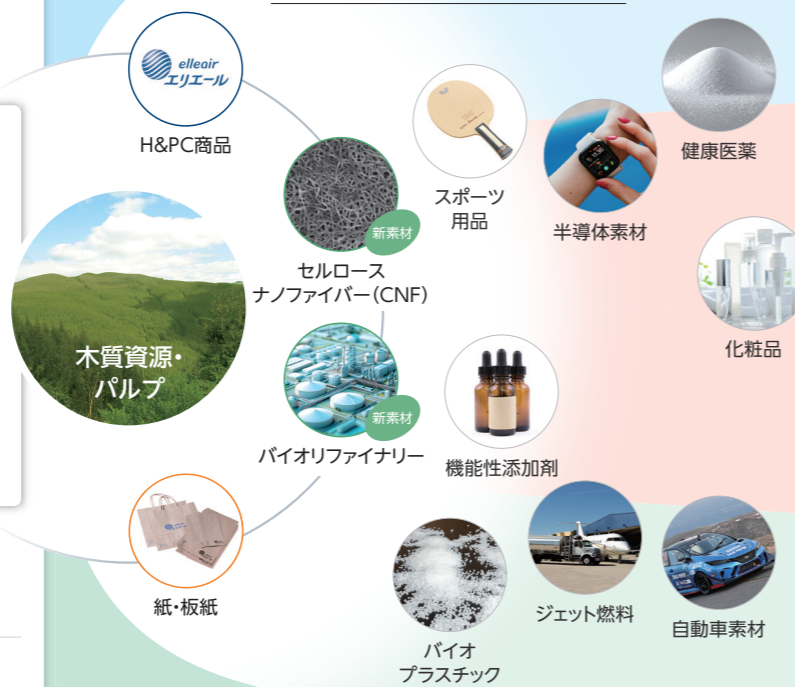 elleair
エリエール
H&PC商品
スポーツ
用品
半導体素材
健康医薬
新素材
セルロース
ナノファイバー(CNF)
化粧品
木質資源・
パルプ
新素材
バイオリファイナリー
機能性添加剤
紙・板紙
バイオ
プラスチック
ジェット燃料
自動車素材